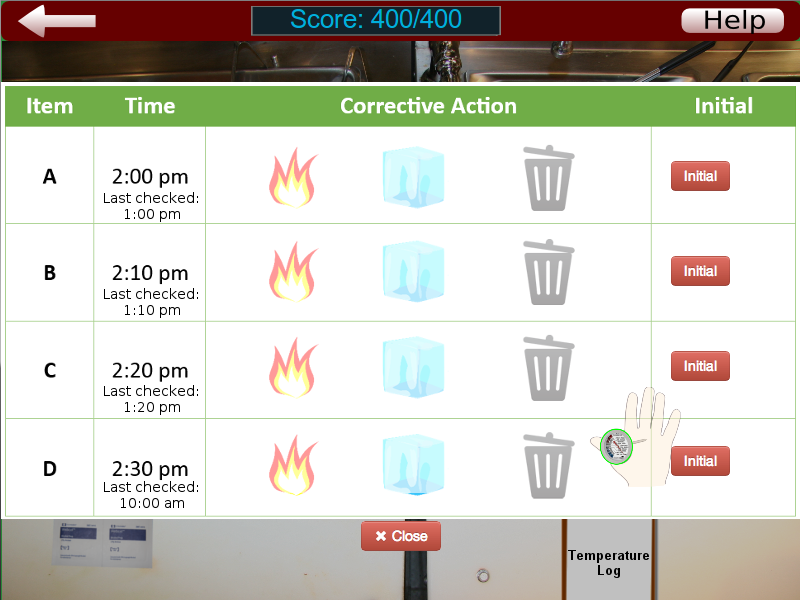 Score: 400/400
Help
Item Time Corrective Action Initial
A 2:00 pm Initial
Last checked:
1:00 pm
B 2:10 pm Initial
Last checked:
1:10 pm
C 2:20 pm Initial
Last checked:
1:20 pm
D 2:30 pm Initial
Last checked:
10:00 am
✖ Close
Temperature
Log